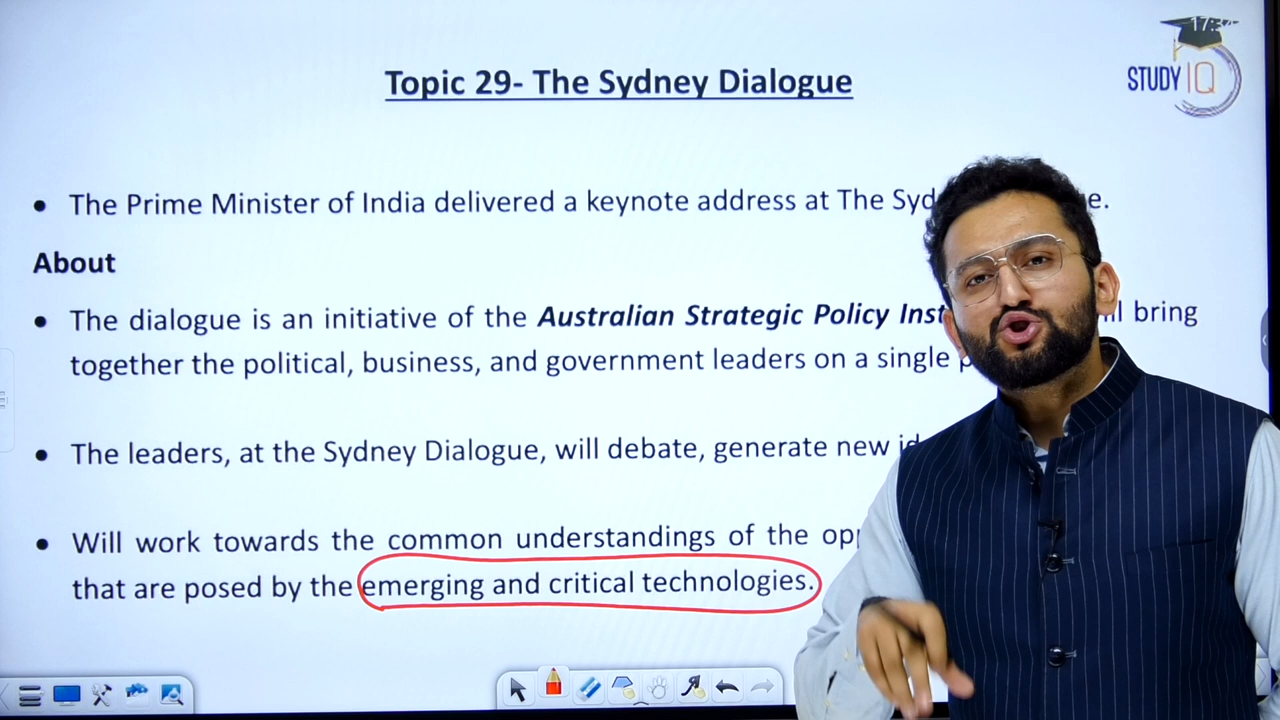 17:34
STUDY IQ
Topic 29- The Sydney Dialogue
• The Prime Minister of India delivered a keynote address at The
About
• The dialogue is an initiative of the Australian Strategic Policy bring
together the political, business, and government leaders on a single
• The leaders, at the Sydney Dialogue, will debate, generate new
• Will work towards the common understandings of the
that are posed by the emerging and critical technologies.